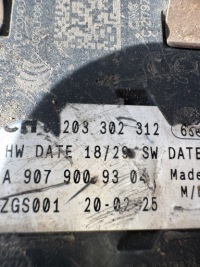 203 302 312
HW DATE 18/29 SW DATE
A 907 900 93 0
Made
ZGS001 20-02-25